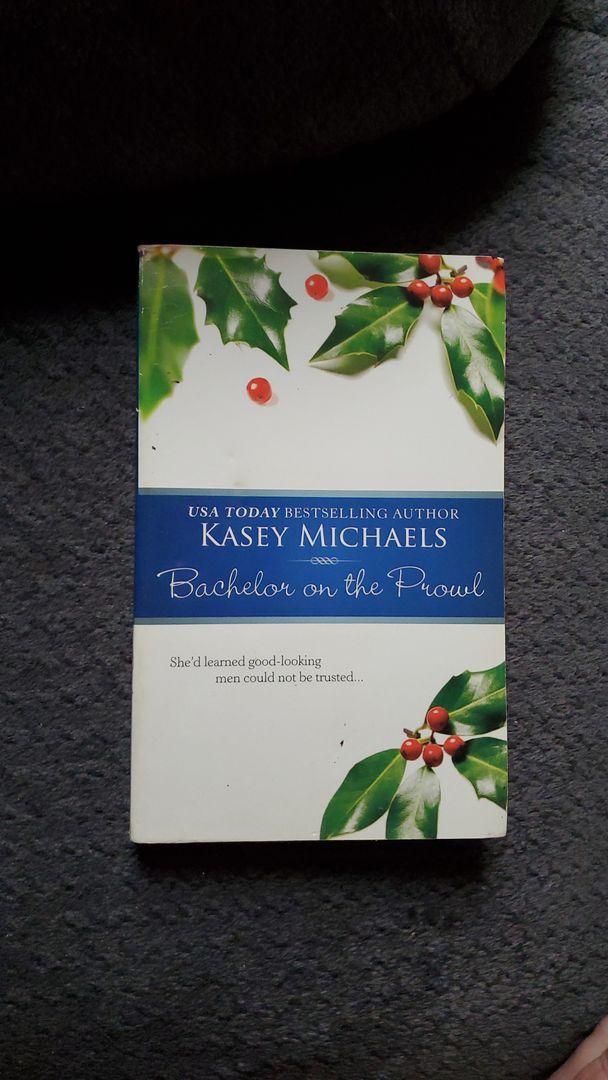 USA TODAY BESTSELLING AUTHOR
KASEY MICHAELS
Bachelor on the Prowl
She'd learned good-looking
men could not be trusted...